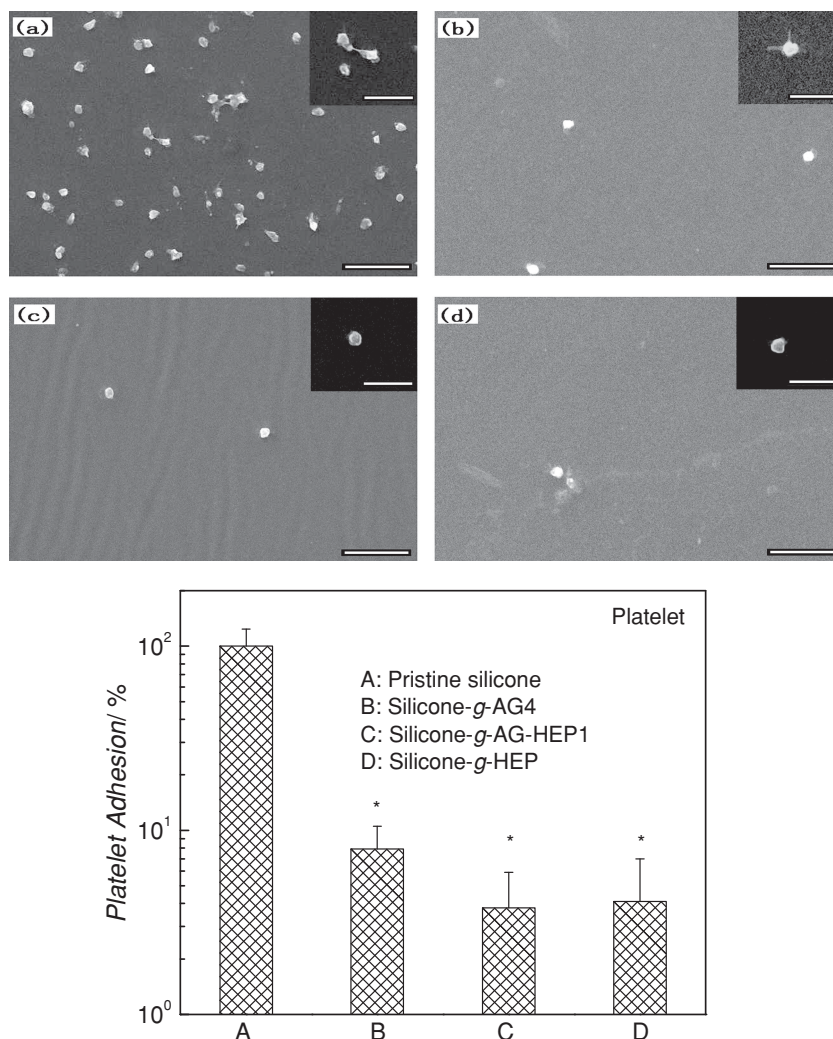 (a)
(b)
(c)
(d)
Platelet
10²
10¹
10⁰
Platelet Adhesion/ %
A: Pristine silicone
B: Silicone-g-AG4
C: Silicone-g-AG-HEP1
D: Silicone-g-HEP
*
*
*
A B C D